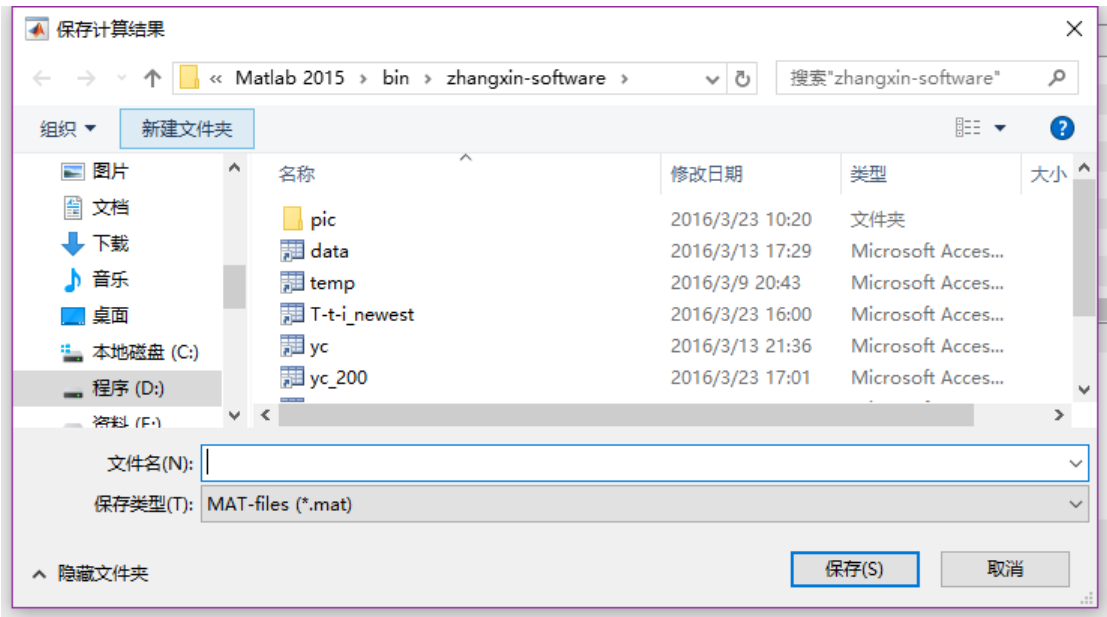 保存计算结果
« Matlab 2015 › bin › zhangxin-software ›
搜索"zhangxin-software"
组织
新建文件夹
?
图片
文档
下载
音乐
桌面
本地磁盘 (C:)
程序 (D:)
资料 (E:)
名称 修改日期 类型 大小
pic 2016/3/23 10:20 文件夹
data 2016/3/13 17:29 Microsoft Acces...
temp 2016/3/9 20:43 Microsoft Acces...
T-t-i_newest 2016/3/23 16:00 Microsoft Acces...
yc 2016/3/13 21:36 Microsoft Acces...
yc_200 2016/3/23 17:01 Microsoft Acces...
文件名(N):
保存类型(T): MAT-files (*.mat)
隐藏文件夹
保存(S) 取消